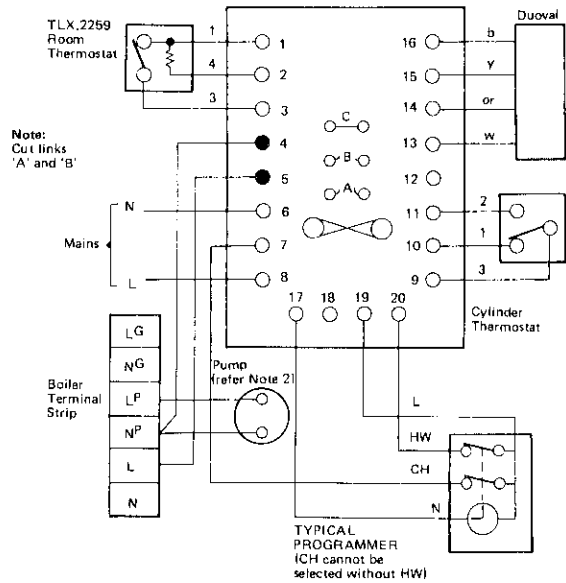 TLX.2259
Room
Thermostat
1
4
3
Note:
Cut links
'A' and 'B'
N
Mains
L
1
2
3
4
5
6
7
8
C
B
A
16
15
14
13
12
11
10
9
17 18 19 20
b
y
or
w
Duoval
2
1
3
Cylinder
Thermostat
Boiler
Terminal
Strip
LG
NG
LP
NP
L
N
Pump
(refer Note 2)
L
HW
CH
N
TYPICAL
PROGRAMMER
(CH cannot be
selected without HW)